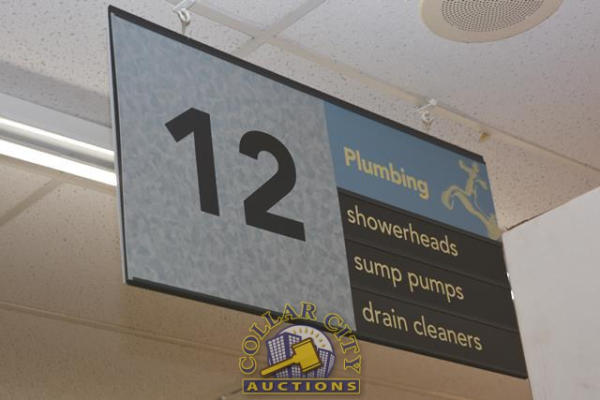 12
Plumbing
showerheads
sump pumps
drain cleaners
COLLAR CITY
AUCTIONS